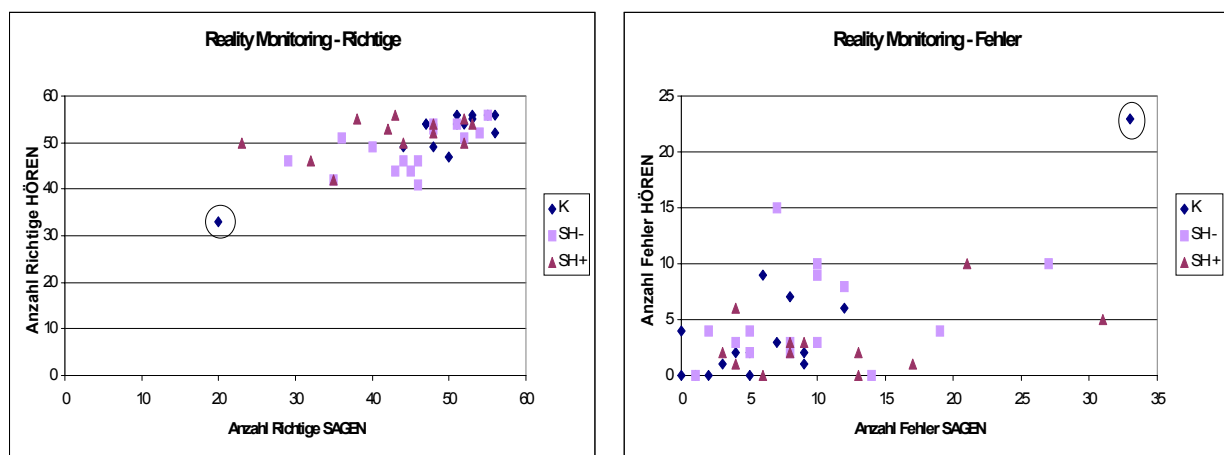 Reality Monitoring - Richtige
60
50
40
30
20
10
0
0 10 20 30 40 50 60
Anzahl Richtige HÖREN
Anzahl Richtige SAGEN
K
SH-
SH+
Reality Monitoring - Fehler
25
20
15
10
5
0
0 5 10 15 20 25 30 35
Anzahl Fehler HÖREN
Anzahl Fehler SAGEN
K
SH-
SH+